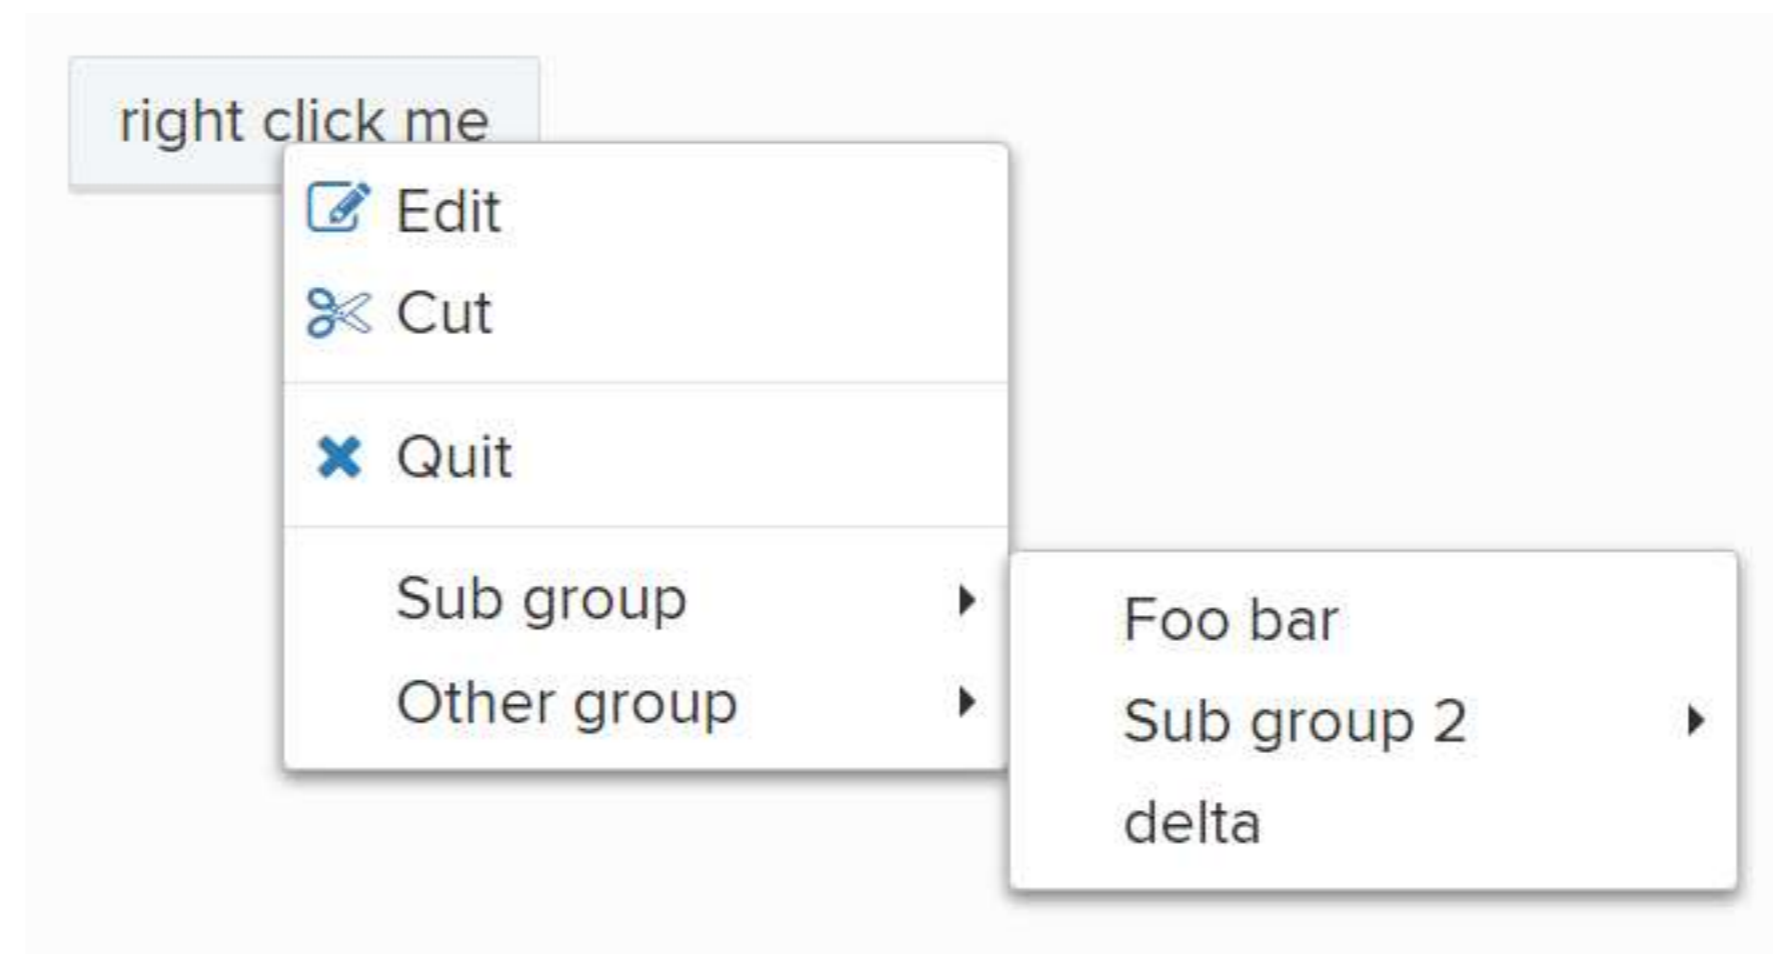 right click me
Edit
Cut
Quit
Sub group
Other group
Foo bar
Sub group 2
delta